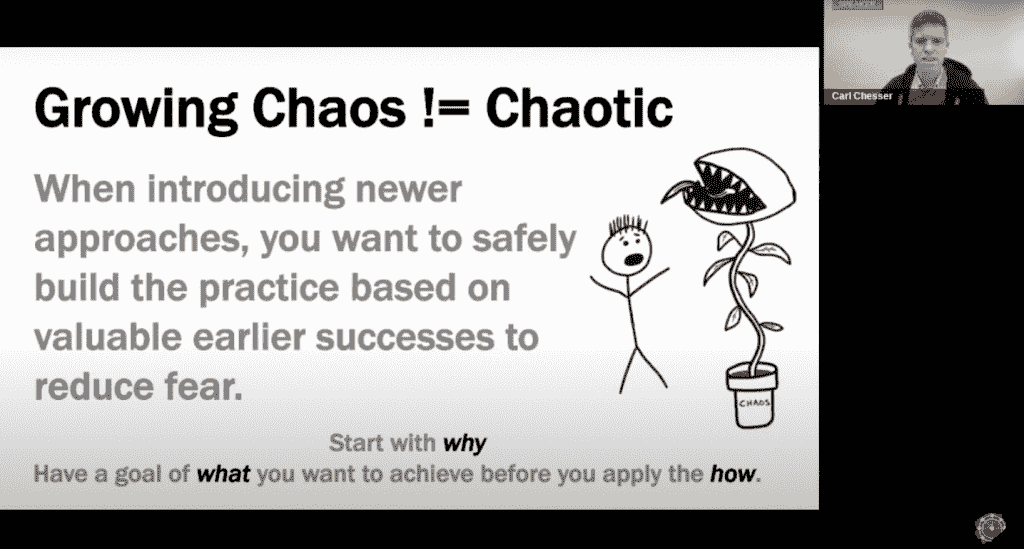 SPEAKER
Carl Chesser
Growing Chaos != Chaotic
When introducing newer
approaches, you want to safely
build the practice based on
valuable earlier successes to
reduce fear.
CHAOS
Start with why
Have a goal of what you want to achieve before you apply the how.